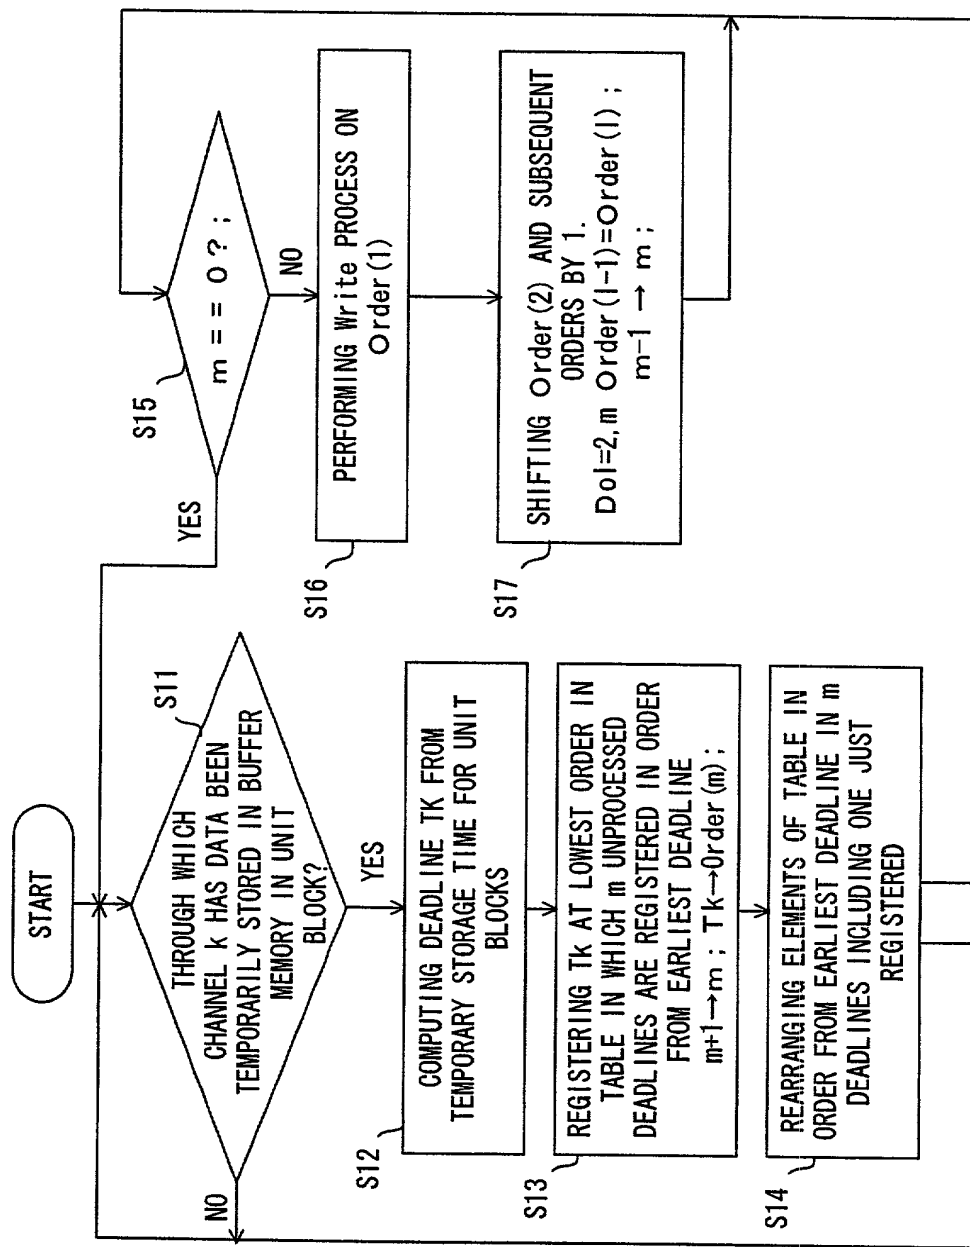 START
S11
THROUGH WHICH
CHANNEL k HAS DATA BEEN
TEMPORARILY STORED IN BUFFER
MEMORY IN UNIT
BLOCK?
NO
YES
S12
COMPUTING DEADLINE TK FROM
TEMPORARY STORAGE TIME FOR UNIT
BLOCKS
S13
REGISTERING Tk AT LOWEST ORDER IN
TABLE IN WHICH m UNPROCESSED
DEADLINES ARE REGISTERED IN ORDER
FROM EARLIEST DEADLINE
m+1→m ; Tk→Order(m);
S14
REARRANGING ELEMENTS OF TABLE IN
ORDER FROM EARLIEST DEADLINE IN m
DEADLINES INCLUDING ONE JUST
REGISTERED
S15
m = = 0 ? ;
YES
NO
S16
PERFORMING Write PROCESS ON
Order(1)
S17
SHIFTING Order(2) AND SUBSEQUENT
ORDERS BY 1.
Dol=2,m Order(l-1)=Order(l) ;
m-1 → m ;